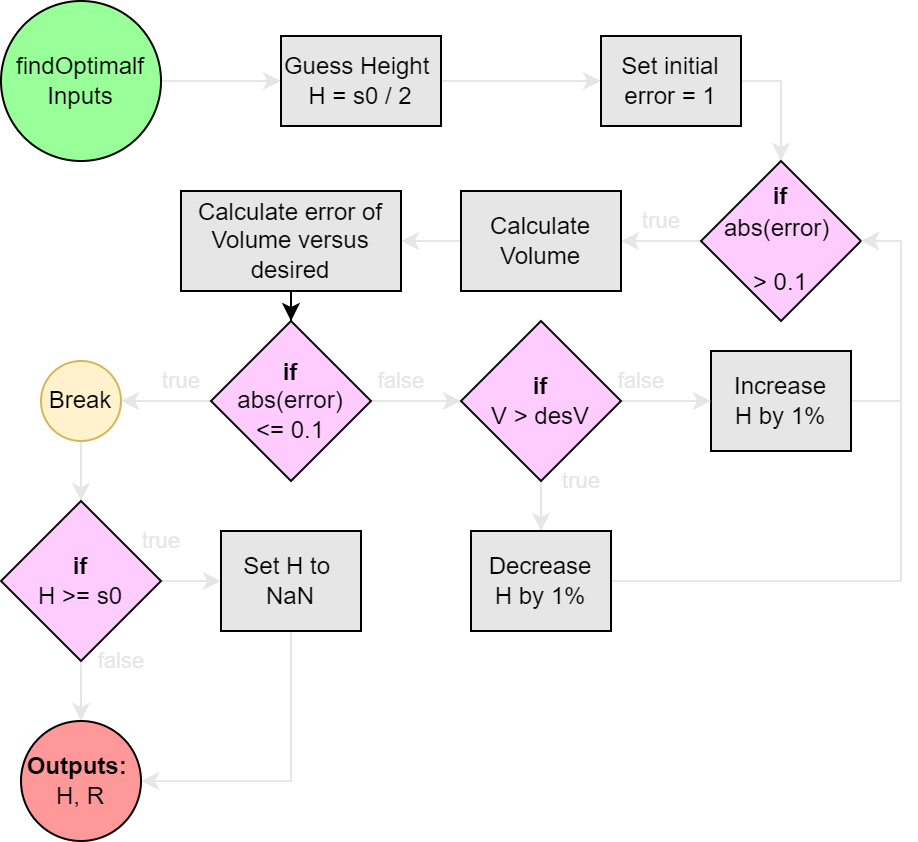 findOptimalf
Inputs
Guess Height
H = s0 / 2
Set initial
error = 1
if
abs(error)
> 0.1
true
Calculate
Volume
Calculate error of
Volume versus
desired
if
abs(error)
<= 0.1
true
false
Break
if
V > desV
false
true
Increase
H by 1%
Decrease
H by 1%
if
H >= s0
true
false
Set H to
NaN
Outputs:
H, R